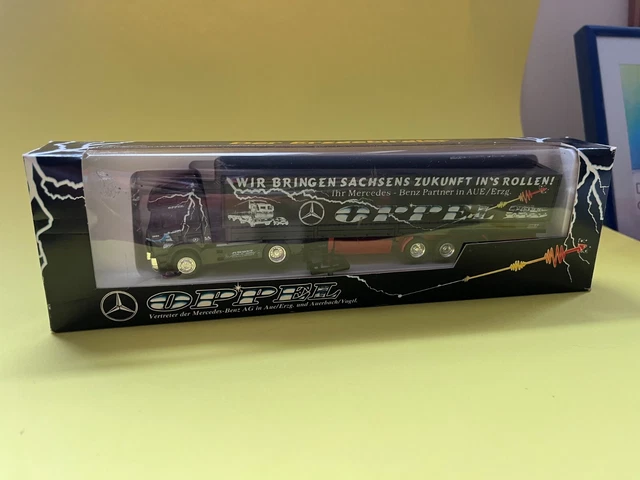 WIR BRINGEN SACHSENS ZUKUNFT IN'S ROLLEN!
Ihr Mercedes - Benz Partner in AUE/Erzg.
OPPEL
OPPEL
Vertreter der Mercedes-Benz AG in Aue/Erzg. und Auerbach/Vogl.